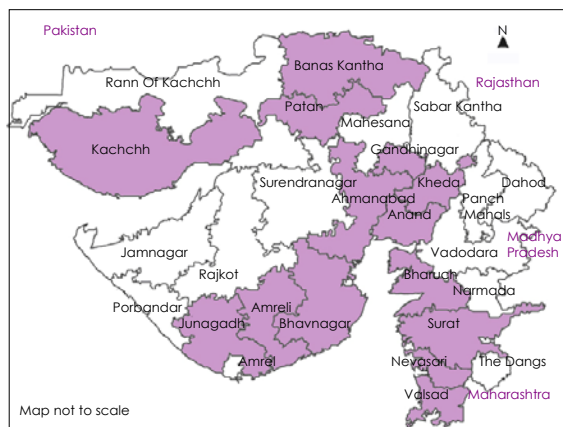 Pakistan
N
Banas Kantha
Rann Of Kachchh
Rajasthan
Patan
Sabar Kantha
Mahesana
Kachchh
Gandhinagar
Surendranagar
Kheda
Dahod
Ahmanabad
Panch
Mahals
Anand
Madhya
Pradesh
Jamnagar
Vadodara
Rajkot
Bharugh
Narmada
Porbandar
Amreli
Junagadh
Bhavnagar
Surat
Amrel
Nevasari
The Dangs
Valsad
Maharashtra
Map not to scale